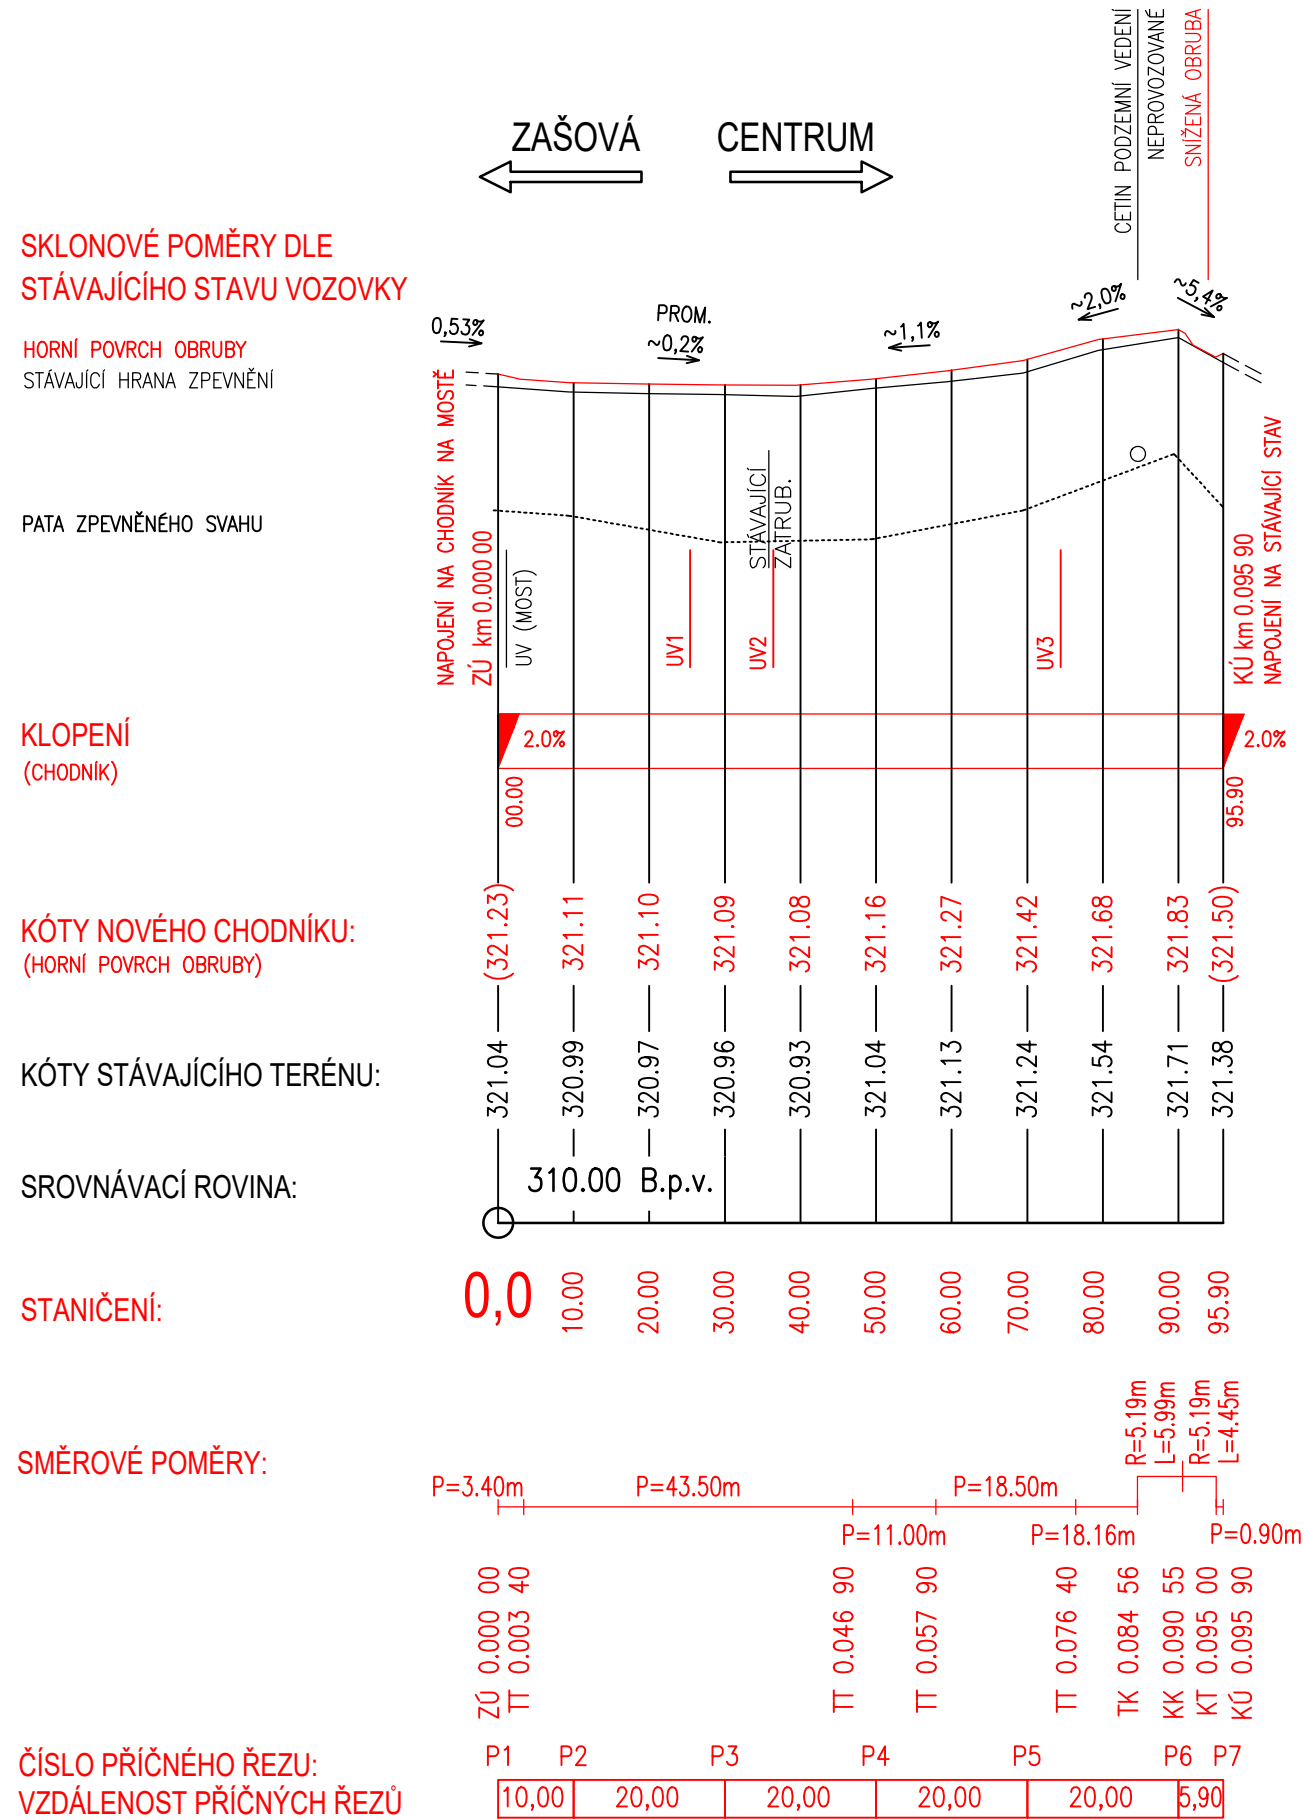 CETIN PODZEMNÍ VEDENÍ
NEPROVOZOVANÉ
SNÍŽENÁ OBRUBA
ZAŠOVÁ
CENTRUM
SKLONOVÉ POMĚRY DLE
STÁVAJÍCÍHO STAVU VOZOVKY
HORNÍ POVRCH OBRUBY
STÁVAJÍCÍ HRANA ZPEVNĚNÍ
0,53%
PROM.
~0,2%
~1,1%
~2,0%
~5,4%
PATA ZPEVNĚNÉHO SVAHU
NAPOJENÍ NA CHODNÍK NA MOSTĚ
ZÚ km 0.000 00
UV (MOST)
UV1
STÁVAJÍCÍ
ZATRUB.
UV2
UV3
KÚ km 0.095 90
NAPOJENÍ NA STÁVAJÍCÍ STAV
KLOPENÍ
(CHODNÍK)
2.0%
2.0%
00.00
95.90
KÓTY NOVÉHO CHODNÍKU:
(HORNÍ POVRCH OBRUBY)
(321.23) 321.11 321.10 321.09 321.08 321.16 321.27 321.42 321.68 321.83 (321.50)
KÓTY STÁVAJÍCÍHO TERÉNU:
321.04 320.99 320.97 320.96 320.93 321.04 321.13 321.24 321.54 321.71 321.38
SROVNÁVACÍ ROVINA:
310.00 B.p.v.
STANIČENÍ:
0,0 10.00 20.00 30.00 40.00 50.00 60.00 70.00 80.00 90.00 95.90
SMĚROVÉ POMĚRY:
P=3.40m
P=43.50m
P=11.00m
P=18.50m
P=18.16m
R=5.19m
L=5.99m
R=5.19m
L=4.45m
P=0.90m
ZÚ 0.000 00
TT 0.003 40
TT 0.046 90
TT 0.057 90
TT 0.076 40
TK 0.084 56
KK 0.090 55
KT 0.095 00
KÚ 0.095 90
ČÍSLO PŘÍČNÉHO ŘEZU:
P1 P2 P3 P4 P5 P6 P7
VZDÁLENOST PŘÍČNÝCH ŘEZŮ
10,00 20,00 20,00 20,00 20,00 5,90